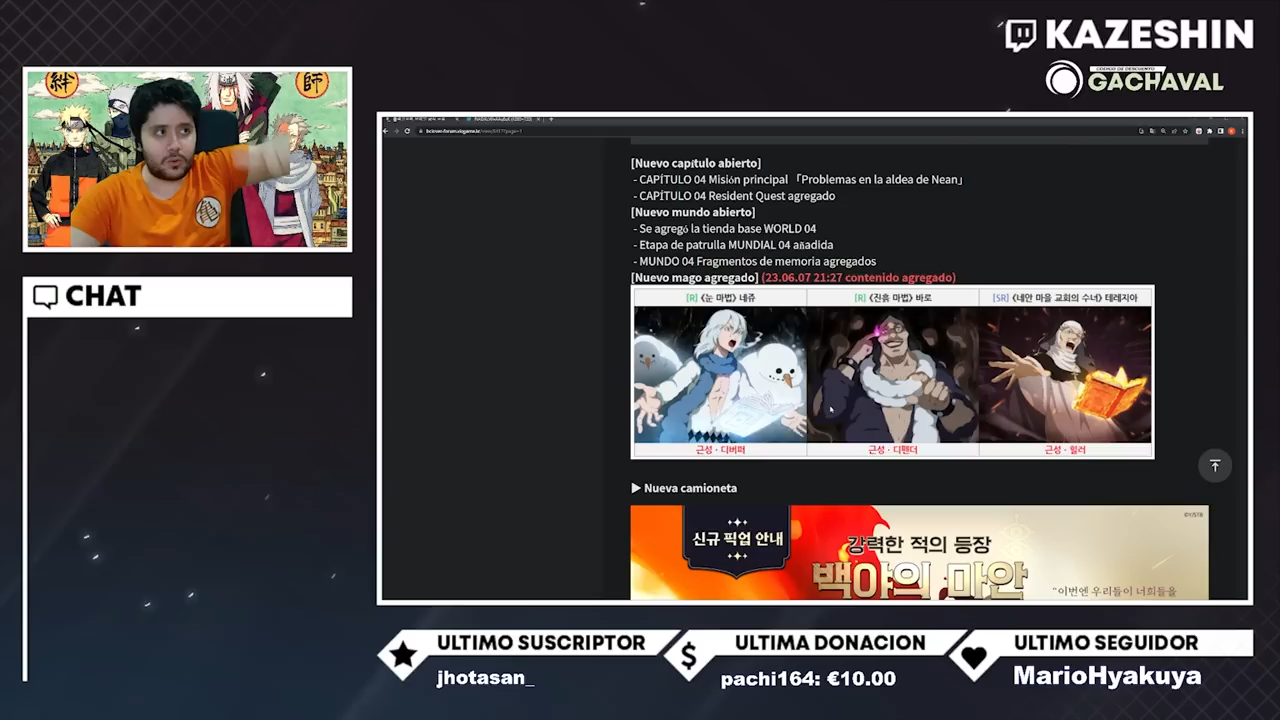 KAZESHIN
CÓDIGO DE DESCUENTO
GACHAVAL
絆
師
CHAT
[Nuevo capítulo abierto]
- CAPÍTULO 04 Misión principal 「Problemas en la aldea de Nean」
- CAPÍTULO 04 Resident Quest agregado
[Nuevo mundo abierto]
- Se agregó la tienda base WORLD 04
- Etapa de patrulla MUNDIAL 04 añadida
- MUNDO 04 Fragmentos de memoria agregados
[Nuevo mago agregado] (23.06.07 21:27 contenido agregado)
[R] 《눈 마법》 네쥬
[R] 《진흙 마법》 바로
[SR] 《네안 마을 교회의 수녀》 테레지아
근성 · 디버퍼
근성 · 디펜더
근성 · 힐러
▶ Nueva camioneta
신규 픽업 안내
강력한 적의 등장
백야의 마안
"이번엔 우리들이 너희들을
ULTIMO SUSCRIPTOR
jhotasan_
ULTIMA DONACION
pachi164: €10.00
ULTIMO SEGUIDOR
MarioHyakuya